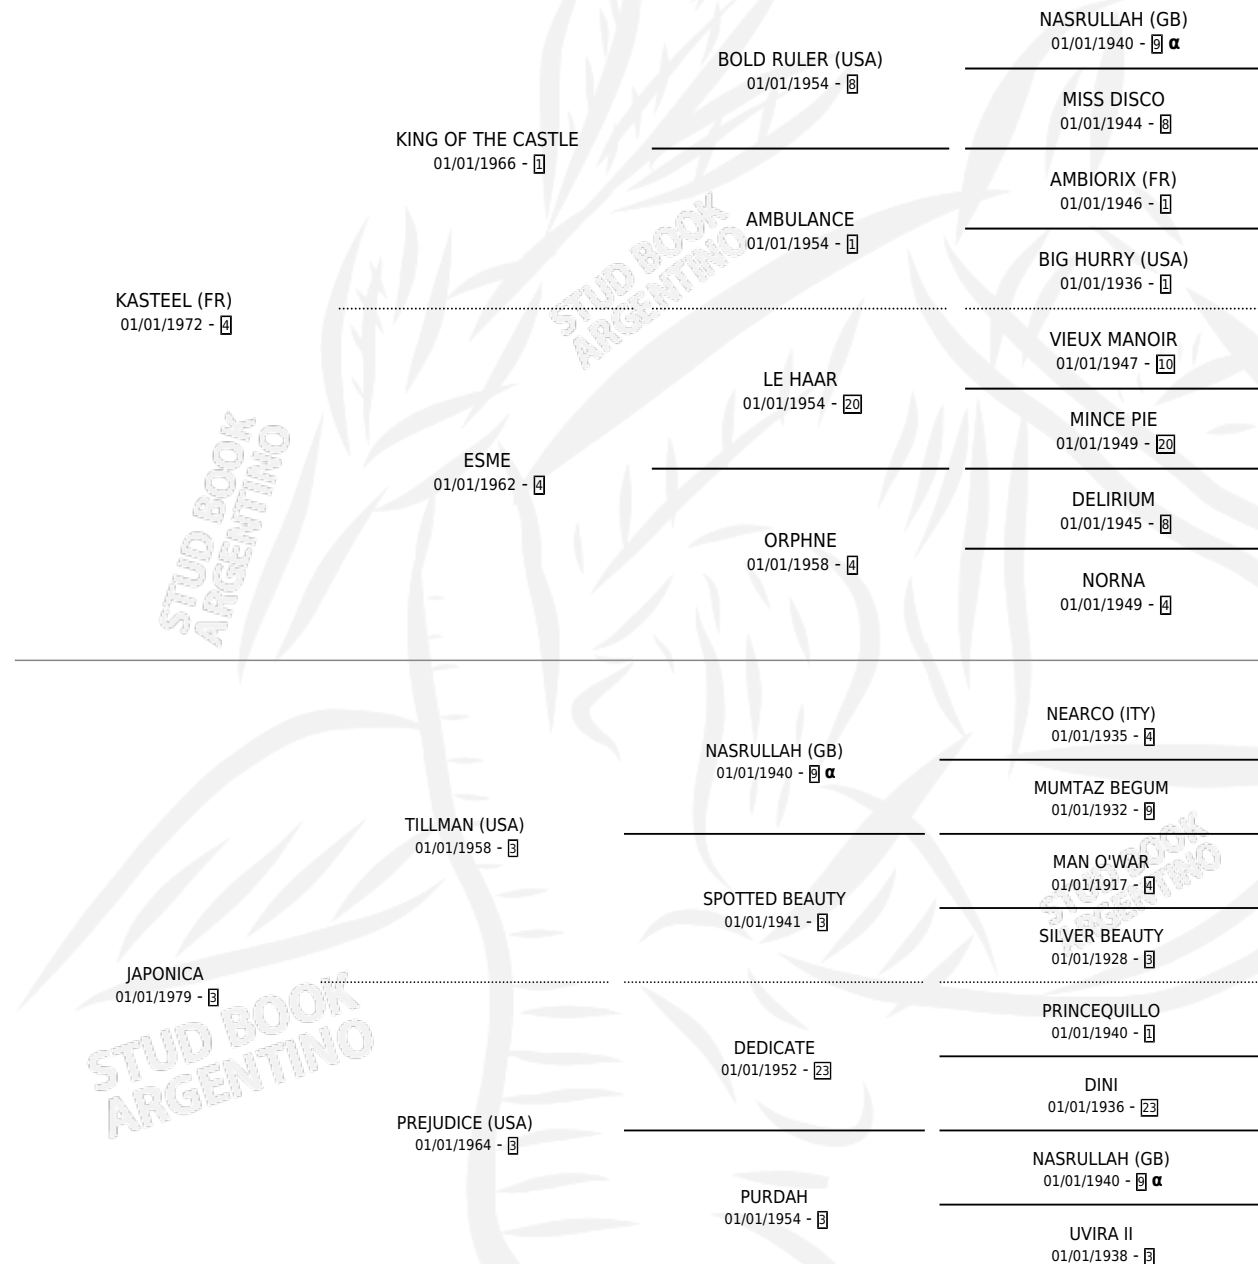 NASRULLAH (GB)
01/01/1940 - 9 α
BOLD RULER (USA)
01/01/1954 - 8
MISS DISCO
01/01/1944 - 8
KING OF THE CASTLE
01/01/1966 - 1
AMBIORIX (FR)
01/01/1946 - 1
AMBULANCE
01/01/1954 - 1
BIG HURRY (USA)
01/01/1936 - 1
KASTEEL (FR)
01/01/1972 - 4
VIEUX MANOIR
01/01/1947 - 10
LE HAAR
01/01/1954 - 20
MINCE PIE
01/01/1949 - 20
ESME
01/01/1962 - 4
DELIRIUM
01/01/1945 - 8
ORPHNE
01/01/1958 - 4
NORNA
01/01/1949 - 4
NEARCO (ITY)
01/01/1935 - 4
NASRULLAH (GB)
01/01/1940 - 9 α
MUMTAZ BEGUM
01/01/1932 - 9
TILLMAN (USA)
01/01/1958 - 3
MAN O'WAR
01/01/1917 - 4
SPOTTED BEAUTY
01/01/1941 - 3
SILVER BEAUTY
01/01/1928 - 3
JAPONICA
01/01/1979 - 3
PRINCEQUILLO
01/01/1940 - 1
DEDICATE
01/01/1952 - 23
DINI
01/01/1936 - 23
PREJUDICE (USA)
01/01/1964 - 3
NASRULLAH (GB)
01/01/1940 - 9 α
PURDAH
01/01/1954 - 3
UVIRA II
01/01/1938 - 3
STUD BOOK
ARGENTINO
STUD BOOK
ARGENTINO
STUD BOOK
ARGENTINO
STUD BOOK
ARGENTINO